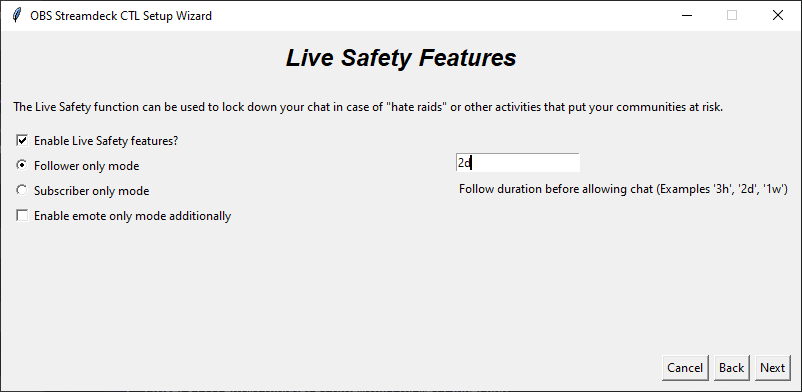 OBS Streamdeck CTL Setup Wizard
Live Safety Features
The Live Safety function can be used to lock down your chat in case of "hate raids" or other activities that put your communities at risk.
Enable Live Safety features?
Follower only mode
2d
Subscriber only mode
Follow duration before allowing chat (Examples '3h', '2d', '1w')
Enable emote only mode additionally
Cancel Back Next